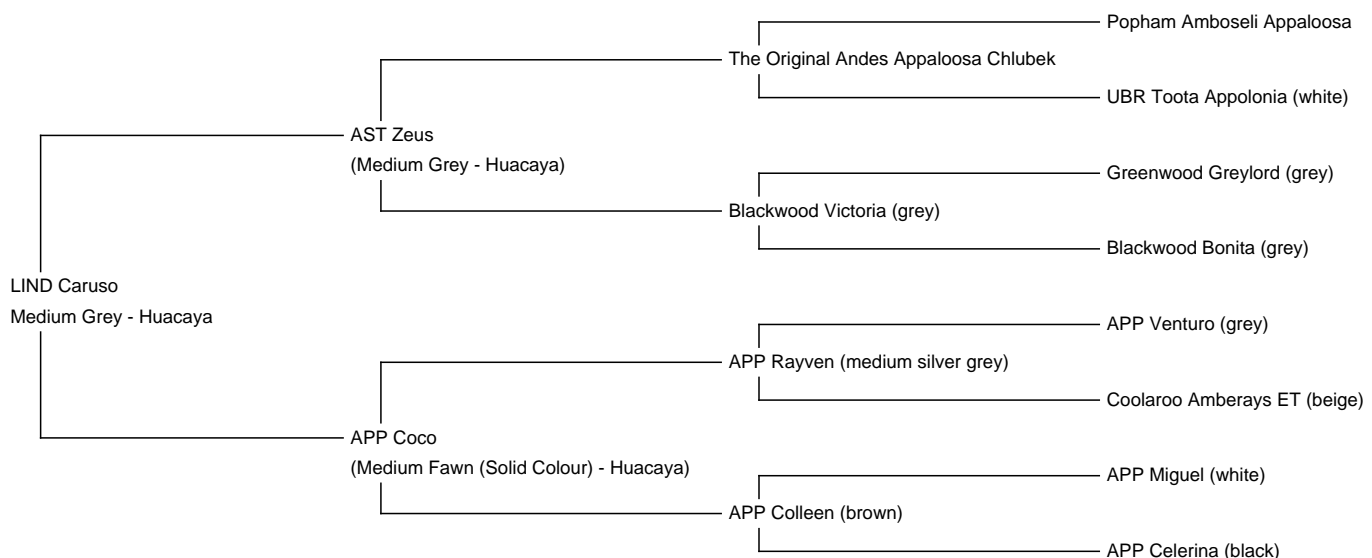 Popham Amboseli Appaloosa
The Original Andes Appaloosa Chlubek
UBR Toota Appolonia (white)
AST Zeus
(Medium Grey - Huacaya)
Greenwood Greylord (grey)
Blackwood Victoria (grey)
Blackwood Bonita (grey)
LIND Caruso
Medium Grey - Huacaya
APP Venturo (grey)
APP Rayven (medium silver grey)
Coolaroo Amberays ET (beige)
APP Coco
(Medium Fawn (Solid Colour) - Huacaya)
APP Miguel (white)
APP Colleen (brown)
APP Celerina (black)